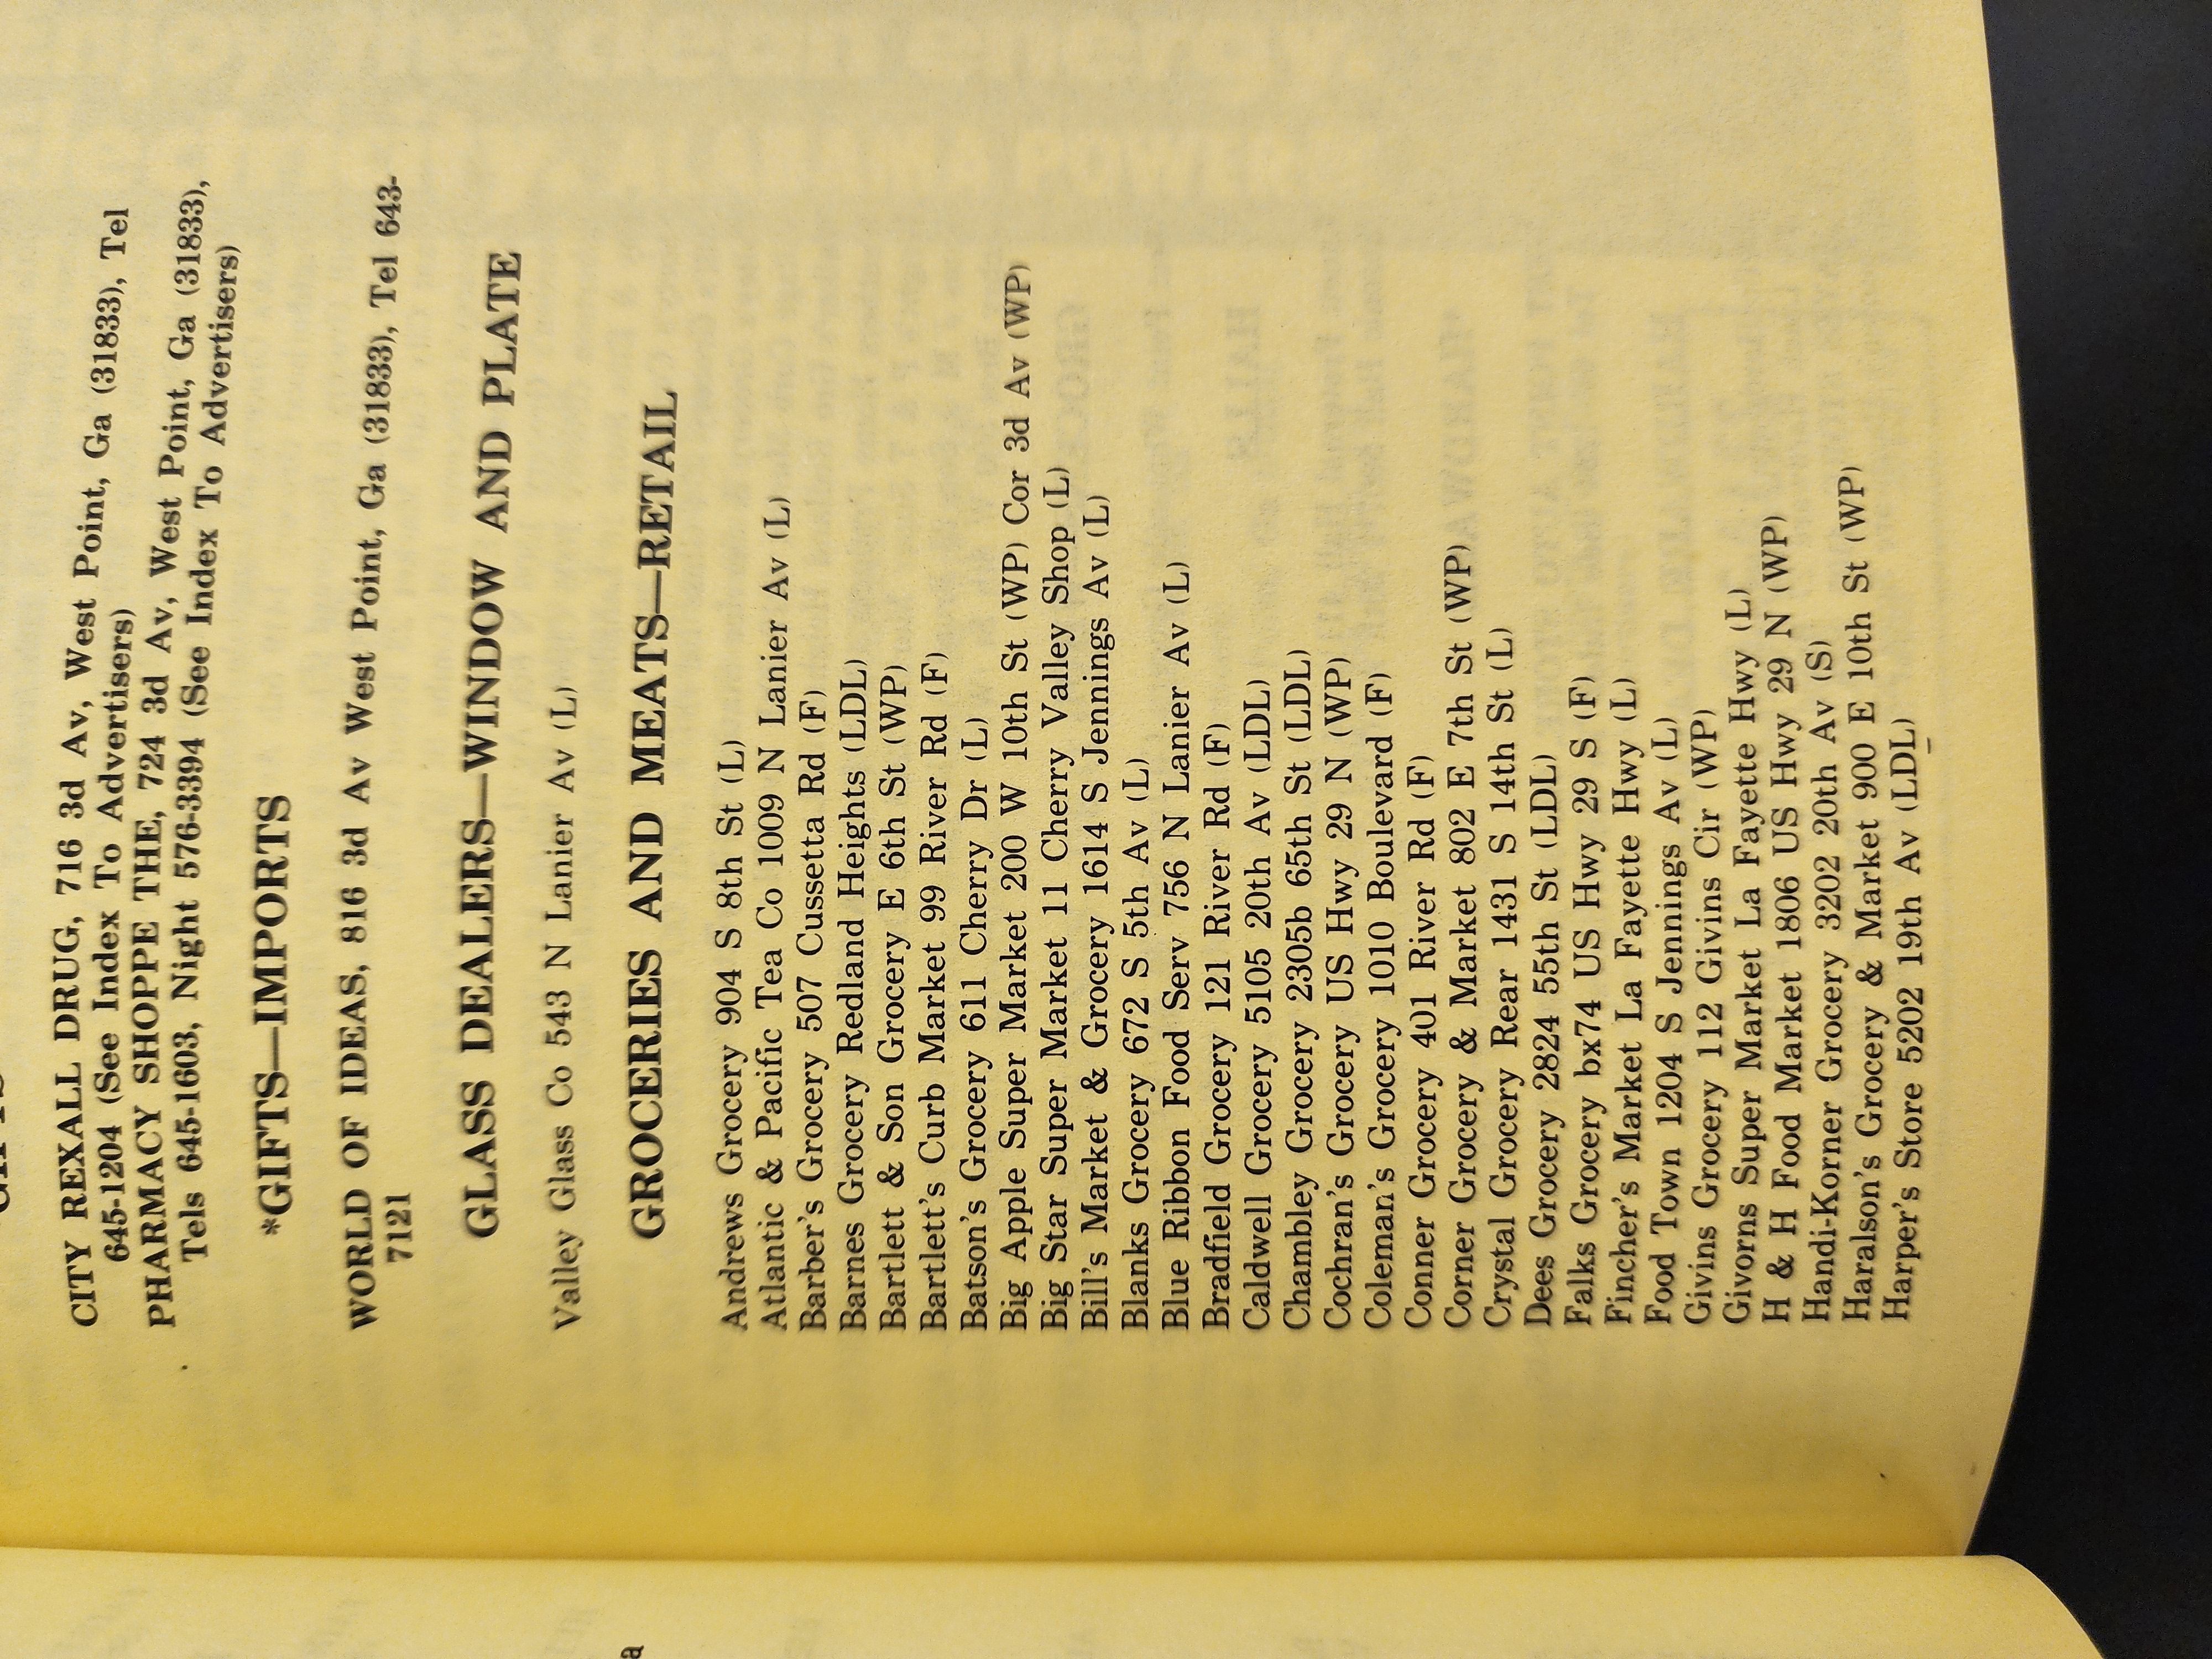 CITY REXALL DRUG, 716 3d Av, West Point, Ga (31833), Tel
645-1204 (See Index To Advertisers)
PHARMACY SHOPPE THE, 724 3d Av, West Point, Ga (31833),
Tels 645-1603, Night 576-3394 (See Index To Advertisers)
*GIFTS—IMPORTS
WORLD OF IDEAS, 816 3d Av West Point, Ga (31833), Tel 643-
7121
GLASS DEALERS—WINDOW AND PLATE
Valley Glass Co 543 N Lanier Av (L)
GROCERIES AND MEATS—RETAIL
Andrews Grocery 904 S 8th St (L)
Atlantic & Pacific Tea Co 1009 N Lanier Av (L)
Barber's Grocery 507 Cussetta Rd (F)
Barnes Grocery Redland Heights (LDL)
Bartlett & Son Grocery E 6th St (WP)
Bartlett's Curb Market 99 River Rd (F)
Batson's Grocery 611 Cherry Dr (L)
Big Apple Super Market 200 W 10th St (WP) Cor 3d Av (WP)
Big Star Super Market 11 Cherry Valley Shop (L)
Bill's Market & Grocery 1614 S Jennings Av (L)
Blanks Grocery 672 S 5th Av (L)
Blue Ribbon Food Serv 756 N Lanier Av (L)
Bradfield Grocery 121 River Rd (F)
Caldwell Grocery 5105 20th Av (LDL)
Chambley Grocery 2305b 65th St (LDL)
Cochran's Grocery US Hwy 29 N (WP)
Coleman's Grocery 1010 Boulevard (F)
Conner Grocery 401 River Rd (F)
Corner Grocery & Market 802 E 7th St (WP)
Crystal Grocery Rear 1431 S 14th St (L)
Dees Grocery 2824 55th St (LDL)
Falks Grocery bx74 US Hwy 29 S (F)
Fincher's Market La Fayette Hwy (L)
Food Town 1204 S Jennings Av (L)
Givins Grocery 112 Givins Cir (WP)
Givorns Super Market La Fayette Hwy (L)
H & H Food Market 1806 US Hwy 29 N (WP)
Handi-Korner Grocery 3202 20th Av (S)
Haralson's Grocery & Market 900 E 10th St (WP)
Harper's Store 5202 19th Av (LDL)